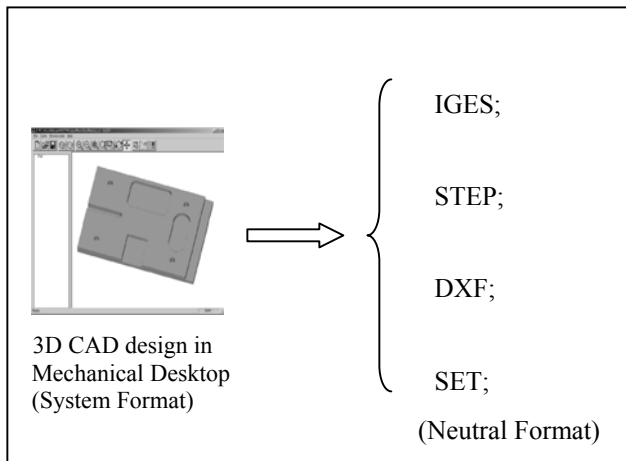 IGES;
STEP;
DXF;
SET;
(Neutral Format)
3D CAD design in
Mechanical Desktop
(System Format)